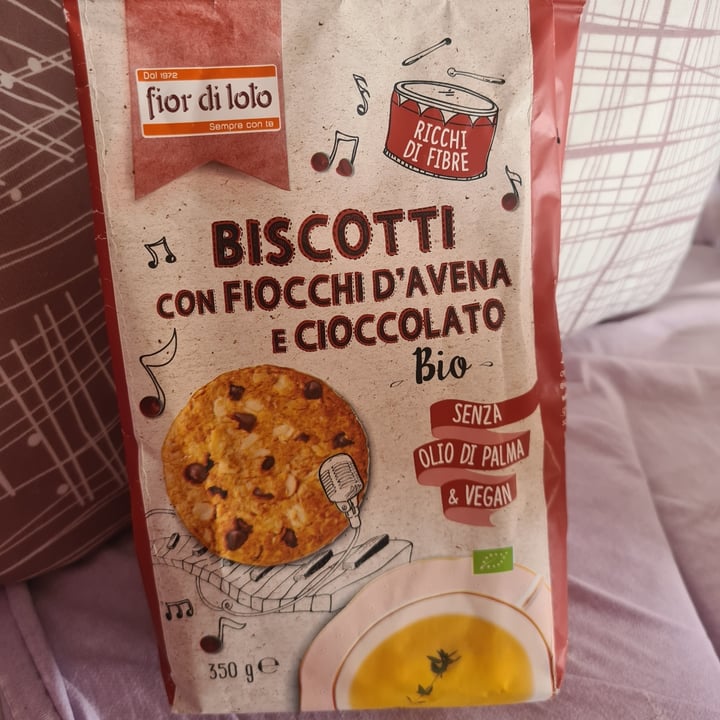 Dal 1972
fior di loto
Sempre con te
RICCHI
DI FIBRE
BISCOTTI
CON FIOCCHI D'AVENA
E CIOCCOLATO
Bio
SENZA
OLIO DI PALMA
& VEGAN
350 g ℮